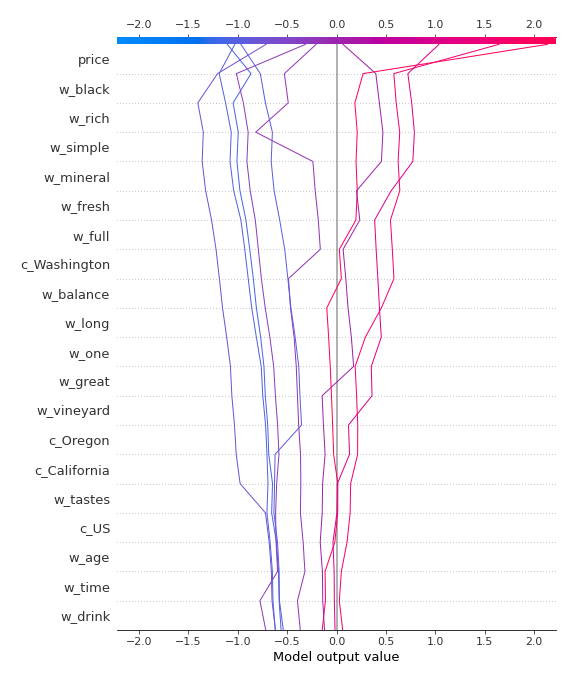 −2.0 −1.5 −1.0 −0.5 0.0 0.5 1.0 1.5 2.0
price
w_black
w_rich
w_simple
w_mineral
w_fresh
w_full
c_Washington
w_balance
w_long
w_one
w_great
w_vineyard
c_Oregon
c_California
w_tastes
c_US
w_age
w_time
w_drink
−2.0 −1.5 −1.0 −0.5 0.0 0.5 1.0 1.5 2.0
Model output value